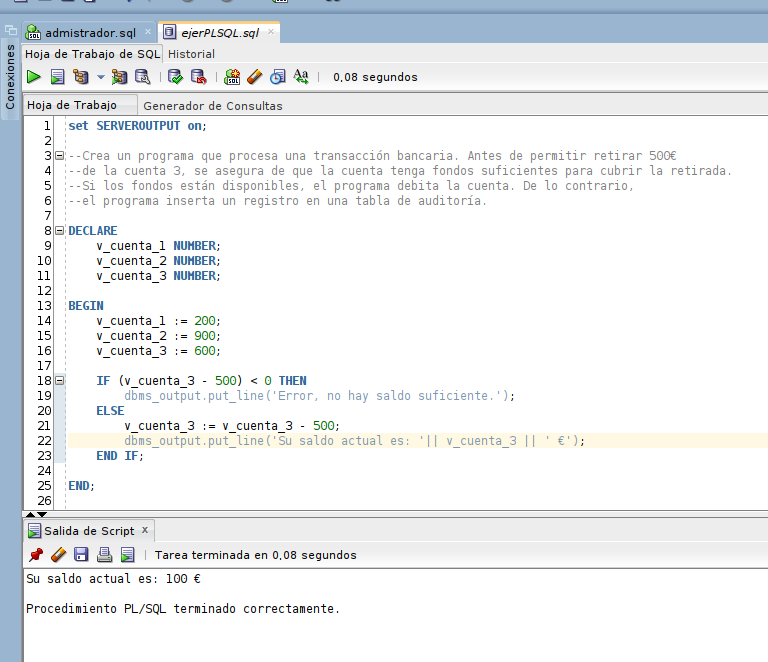 admistrador.sql
ejerPLSQL.sql
Conexiones
Hoja de Trabajo de SQL Historial
0,08 segundos
Hoja de Trabajo Generador de Consultas
1 set SERVEROUTPUT on;
2
3 --Crea un programa que procesa una transacción bancaria. Antes de permitir retirar 500€
4 --de la cuenta 3, se asegura de que la cuenta tenga fondos suficientes para cubrir la retirada.
5 --Si los fondos están disponibles, el programa debita la cuenta. De lo contrario,
6 --el programa inserta un registro en una tabla de auditoría.
7
8 DECLARE
9 v_cuenta_1 NUMBER;
10 v_cuenta_2 NUMBER;
11 v_cuenta_3 NUMBER;
12
13 BEGIN
14 v_cuenta_1 := 200;
15 v_cuenta_2 := 900;
16 v_cuenta_3 := 600;
17
18 IF (v_cuenta_3 - 500) < 0 THEN
19 dbms_output.put_line('Error, no hay saldo suficiente.');
20 ELSE
21 v_cuenta_3 := v_cuenta_3 - 500;
22 dbms_output.put_line('Su saldo actual es: '|| v_cuenta_3 || ' €');
23 END IF;
24
25 END;
26
Salida de Script x
Tarea terminada en 0,08 segundos
Su saldo actual es: 100 €
Procedimiento PL/SQL terminado correctamente.